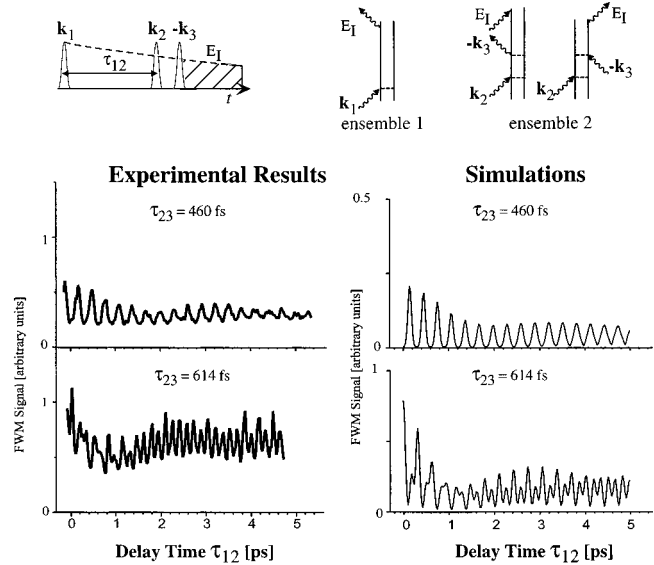 k1 k2 -k3
EI
τ12
t
EI
k1
ensemble 1
EI
-k3
k2
EI
-k3
k2
ensemble 2
Experimental Results
Simulations
FWM Signal [arbitrary units]
τ23 = 460 fs
1
0
τ23 = 614 fs
1
0
0 1 2 3 4 5
Delay Time τ12 [ps]
FWM Signal [arbitrary units]
0.5
τ23 = 460 fs
0
1
τ23 = 614 fs
0
0 1 2 3 4 5
Delay Time τ12 [ps]